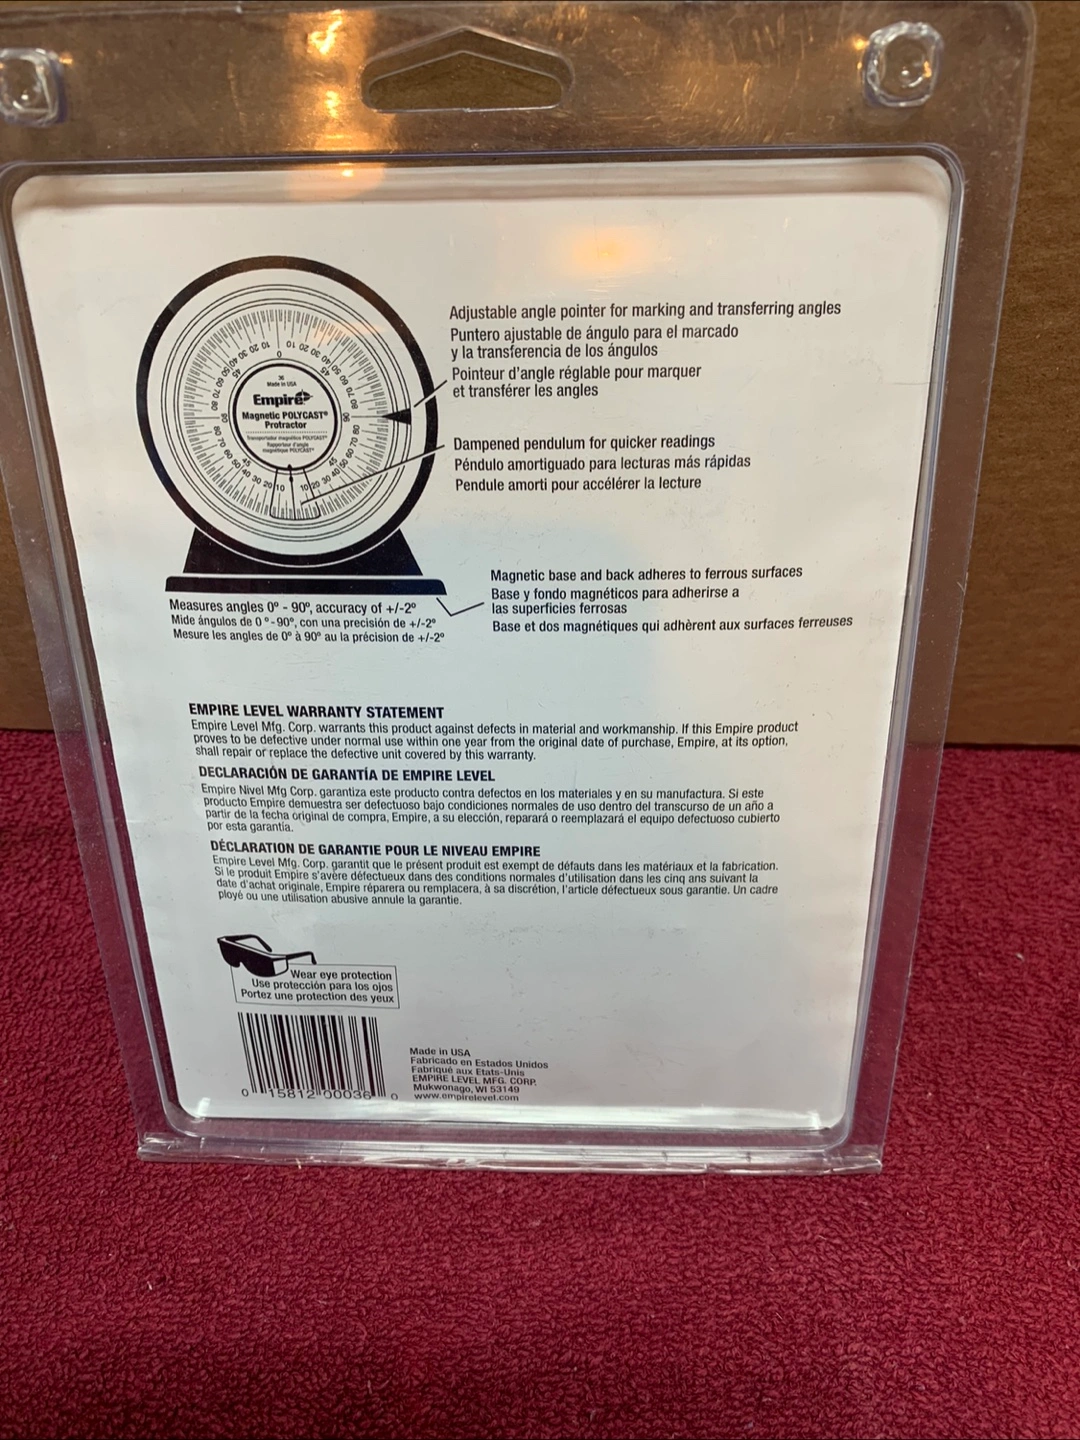 Adjustable angle pointer for marking and transferring angles
Puntero ajustable de ángulo para el marcado
y la transferencia de los ángulos
Pointeur d'angle réglable pour marquer
et transférer les angles
36
Made in USA
Empire
Magnetic POLYCAST®
Protractor
Transportador magnético POLYCAST®
Rapporteur d'angle
magnétique POLYCAST®
Dampened pendulum for quicker readings
Péndulo amortiguado para lecturas más rápidas
Pendule amorti pour accélérer la lecture
Magnetic base and back adheres to ferrous surfaces
Base y fondo magnéticos para adherirse a
las superficies ferrosas
Base et dos magnétiques qui adhèrent aux surfaces ferreuses
Measures angles 0º - 90º, accuracy of +/-2º
Mide ángulos de 0 º - 90º, con una precisión de +/-2º
Mesure les angles de 0º à 90º au la précision de +/-2º
EMPIRE LEVEL WARRANTY STATEMENT
Empire Level Mfg. Corp. warrants this product against defects in material and workmanship. If this Empire product
proves to be defective under normal use within one year from the original date of purchase, Empire, at its option,
shall repair or replace the defective unit covered by this warranty.
DECLARACIÓN DE GARANTÍA DE EMPIRE LEVEL
Empire Nivel Mfg Corp. garantiza este producto contra defectos en los materiales y en su manufactura. Si este
producto Empire demuestra ser defectuoso bajo condiciones normales de uso dentro del transcurso de un año a
partir de la fecha original de compra, Empire, a su elección, reparará o reemplazará el equipo defectuoso cubierto
por esta garantía.
DÉCLARATION DE GARANTIE POUR LE NIVEAU EMPIRE
Empire Level Mfg. Corp. garantit que le présent produit est exempt de défauts dans les matériaux et la fabrication.
Si le produit Empire s'avère défectueux dans des conditions normales d'utilisation dans les cinq ans suivant la
date d'achat originale, Empire réparera ou remplacera, à sa discrétion, l'article défectueux sous garantie. Un cadre
ployé ou une utilisation abusive annule la garantie.
Wear eye protection
Use protección para los ojos
Portez une protection des yeux
0 15812 00036 0
Made in USA
Fabricado en Estados Unidos
Fabriqué aux Etats-Unis
EMPIRE LEVEL MFG. CORP.
Mukwonago, WI 53149
www.empirelevel.com